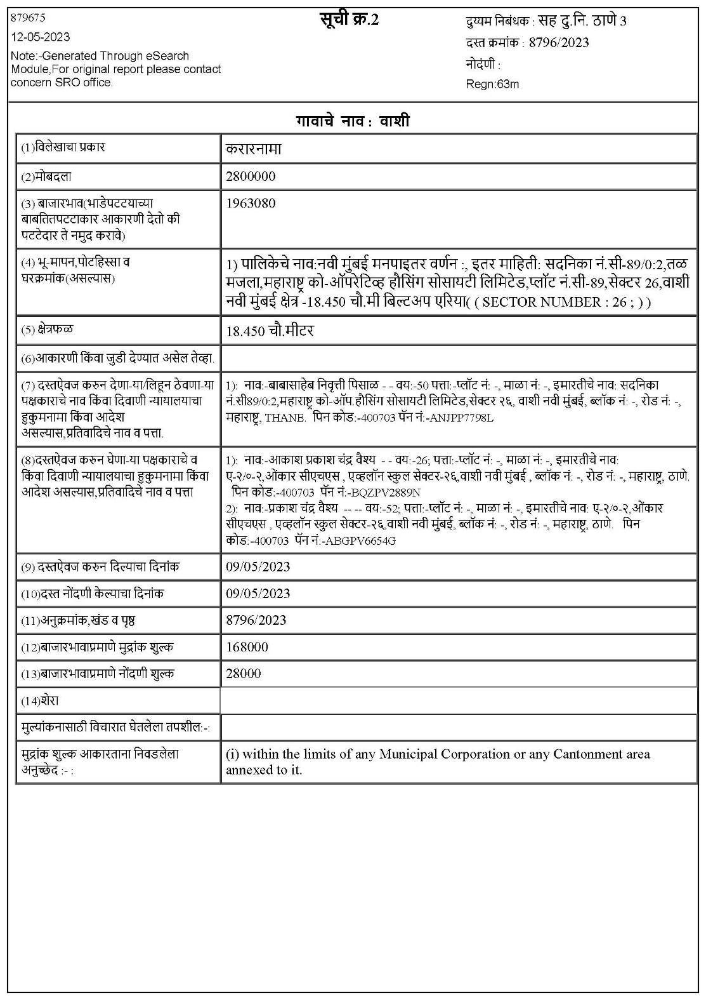 879675
12-05-2023
Note:-Generated Through eSearch
Module,For original report please contact
concern SRO office.
सूची क्र.2
दुय्यम निबंधक : सह दु.नि. ठाणे 3
दस्त क्रमांक : 8796/2023
नोदंणी :
Regn:63m
गावाचे नाव : वाशी
(1)विलेखाचा प्रकार
करारनामा
(2)मोबदला
2800000
(3) बाजारभाव(भाडेपटटयाच्या
बाबतितपटटाकार आकारणी देतो की
पटटेदार ते नमुद करावे)
1963080
(4) भू-मापन,पोटहिस्सा व
घरक्रमांक(असल्यास)
1) पालिकेचे नाव:नवी मुंबई मनपाइतर वर्णन :, इतर माहिती: सदनिका नं.सी-89/0:2,तळ
मजला,महाराष्ट्र को-ऑपरेटिव्ह हौसिंग सोसायटी लिमिटेड,प्लॉट नं.सी-89,सेक्टर 26,वाशी
नवी मुंबई क्षेत्र -18.450 चौ.मी बिल्टअप एरिया( ( SECTOR NUMBER : 26 ; ) )
(5) क्षेत्रफळ
18.450 चौ.मीटर
(6)आकारणी किंवा जुडी देण्यात असेल तेव्हा.
(7) दस्तऐवज करुन देणा-या/लिहून ठेवणा-या
पक्षकाराचे नाव किंवा दिवाणी न्यायालयाचा
हुकुमनामा किंवा आदेश
असल्यास,प्रतिवादिचे नाव व पत्ता.
1): नाव:-बाबासाहेब निवृत्ती पिसाळ - - वय:-50 पत्ता:-प्लॉट नं: -, माळा नं: -, इमारतीचे नाव: सदनिका
नं.सी89/0:2,महाराष्ट्र को-ऑप.हौसिंग सोसायटी लिमिटेड,सेक्टर २६, वाशी नवी मुंबई, ब्लॉक नं: -, रोड नं: -,
महाराष्ट्र, THANE. पिन कोड:-400703 पॅन नं:-ANJPP7798L
(8)दस्तऐवज करुन घेणा-या पक्षकाराचे व
किंवा दिवाणी न्यायालयाचा हुकुमनामा किंवा
आदेश असल्यास,प्रतिवादिचे नाव व पत्ता
1): नाव:-आकाश प्रकाश चंद्र वैश्य - - वय:-26; पत्ता:-प्लॉट नं: -, माळा नं: -, इमारतीचे नाव:
ए-२/०-२,ओंकार सीएचएस , एव्हलॉन स्कुल सेक्टर-२६,वाशी नवी मुंबई , ब्लॉक नं: -, रोड नं: -, महाराष्ट्र, ठाणे.
पिन कोड:-400703 पॅन नं:-BQZPV2889N
2): नाव:-प्रकाश चंद्र वैश्य -- -- वय:-52; पत्ता:-प्लॉट नं: -, माळा नं: -, इमारतीचे नाव: ए-२/०-२,ओंकार
सीएचएस , एव्हलॉन स्कुल सेक्टर-२६,वाशी नवी मुंबई, ब्लॉक नं: -, रोड नं: -, महाराष्ट्र, ठाणे. पिन
कोड:-400703 पॅन नं:-ABGPV6654G
(9) दस्तऐवज करुन दिल्याचा दिनांक
09/05/2023
(10)दस्त नोंदणी केल्याचा दिनांक
09/05/2023
(11)अनुक्रमांक,खंड व पृष्ठ
8796/2023
(12)बाजारभावाप्रमाणे मुद्रांक शुल्क
168000
(13)बाजारभावाप्रमाणे नोंदणी शुल्क
28000
(14)शेरा
मुल्यांकनासाठी विचारात घेतलेला तपशील:-:
मुद्रांक शुल्क आकारताना निवडलेला
अनुच्छेद :- :
(i) within the limits of any Municipal Corporation or any Cantonment area
annexed to it.